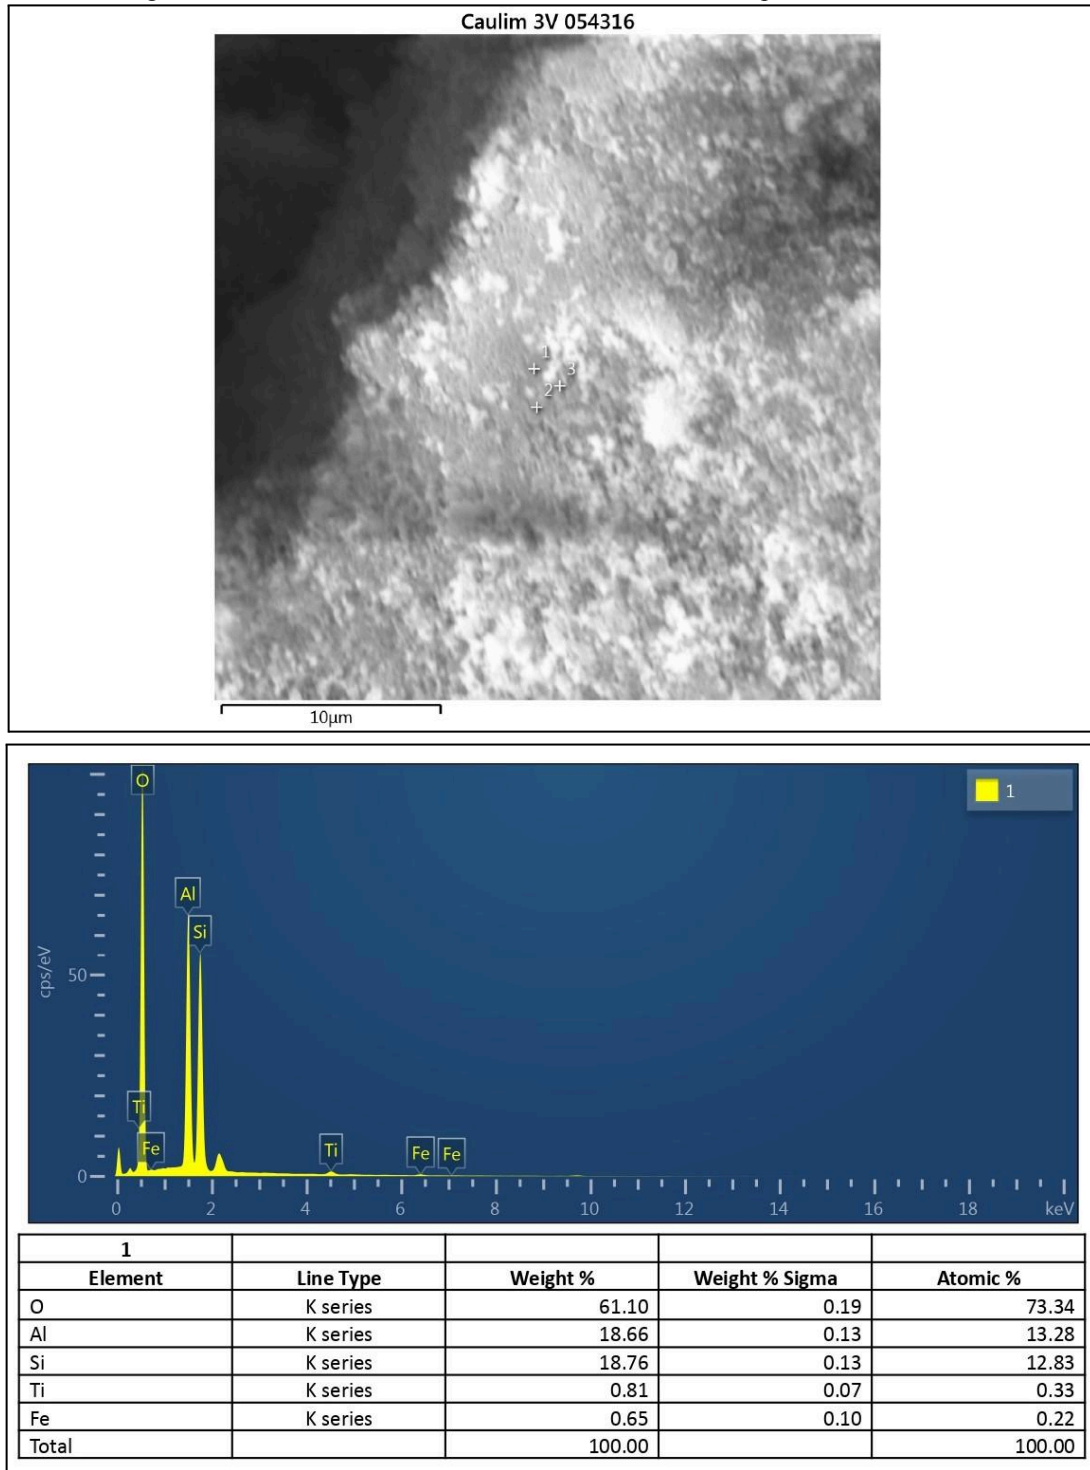 Caulim 3V 054316
1
3
2
10µm
O
1
Al
Si
cps/eV
50
Ti
Fe
Ti
Fe
Fe
0
0 2 4 6 8 10 12 14 16 18 keV
1
Element Line Type Weight % Weight % Sigma Atomic %
O K series 61.10 0.19 73.34
Al K series 18.66 0.13 13.28
Si K series 18.76 0.13 12.83
Ti K series 0.81 0.07 0.33
Fe K series 0.65 0.10 0.22
Total 100.00 100.00